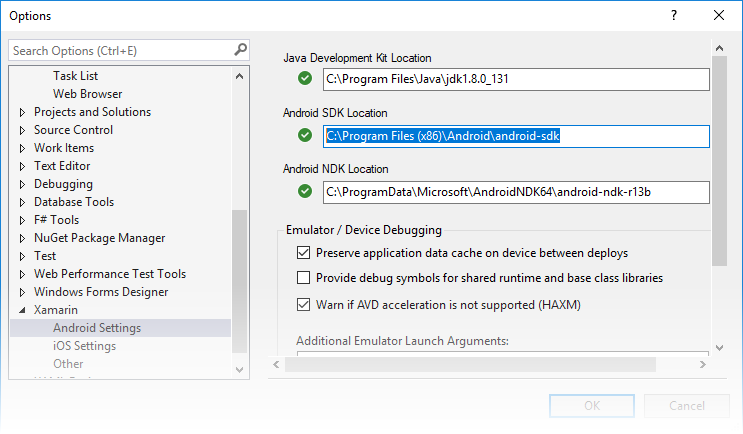 Options
Search Options (Ctrl+E)
Task List
Web Browser
Projects and Solutions
Source Control
Work Items
Text Editor
Debugging
Database Tools
F# Tools
NuGet Package Manager
Test
Web Performance Test Tools
Windows Forms Designer
Xamarin
Android Settings
iOS Settings
Other
Java Development Kit Location
C:\Program Files\Java\jdk1.8.0_131
Android SDK Location
C:\Program Files (x86)\Android\android-sdk
Android NDK Location
C:\ProgramData\Microsoft\AndroidNDK64\android-ndk-r13b
Emulator / Device Debugging
Preserve application data cache on device between deploys
Provide debug symbols for shared runtime and base class libraries
Warn if AVD acceleration is not supported (HAXM)
Additional Emulator Launch Arguments:
OK
Cancel